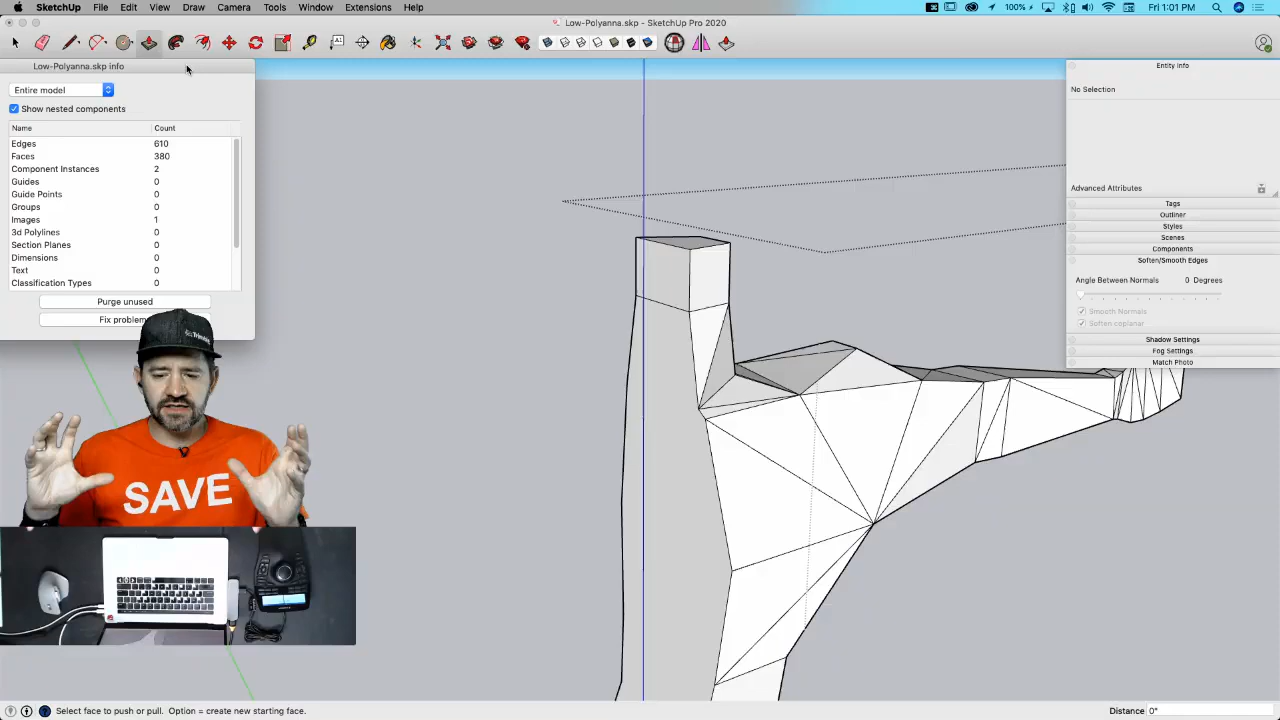 SketchUp File Edit View Draw Camera Tools Window Extensions Help 100% Fri 1:01 PM
Low-Polyanna.skp - SketchUp Pro 2020
Low-Polyanna.skp info
Entire model
Show nested components
Name Count
Edges 610
Faces 380
Component Instances 2
Guides 0
Guide Points 0
Groups 0
Images 1
3d Polylines 0
Section Planes 0
Dimensions 0
Text 0
Classification Types 0
Purge unused
Fix problem
Entity Info
No Selection
Advanced Attributes
Tags
Outliner
Styles
Scenes
Components
Soften/Smooth Edges
Angle Between Normals 0 Degrees
Smooth Normals
Soften coplanar
Shadow Settings
Fog Settings
Match Photo
SAVE
Select face to push or pull. Option = create new starting face.
Distance 0"